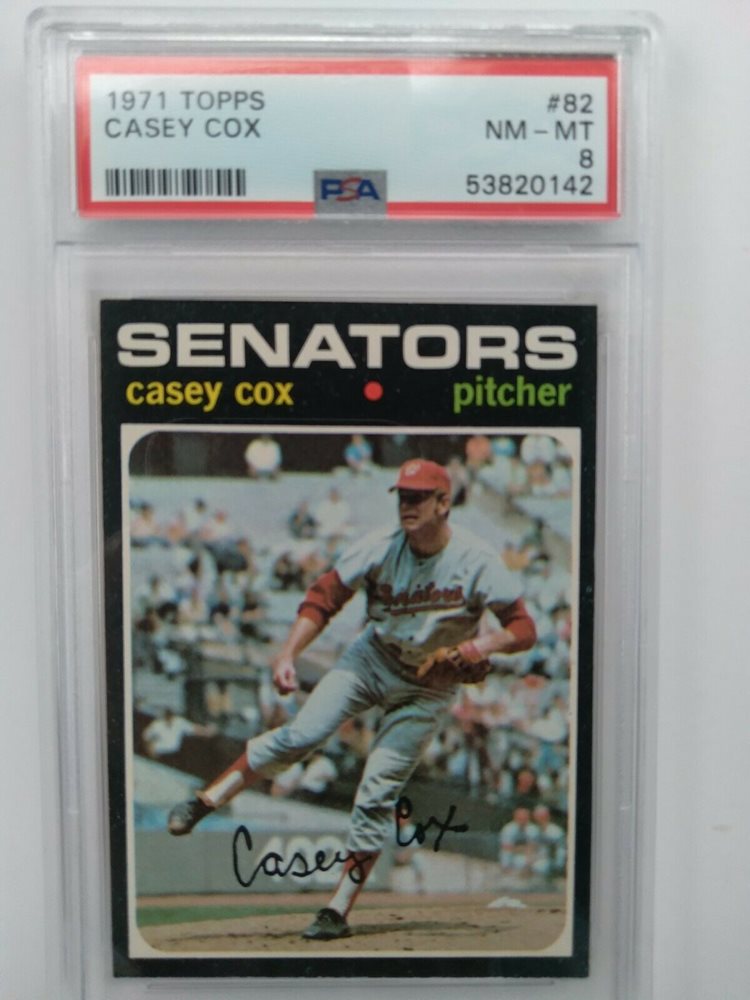 1971 TOPPS #82
CASEY COX NM - MT
8
PSA 53820142
SENATORS
casey cox • pitcher
Senators
Casey Cox